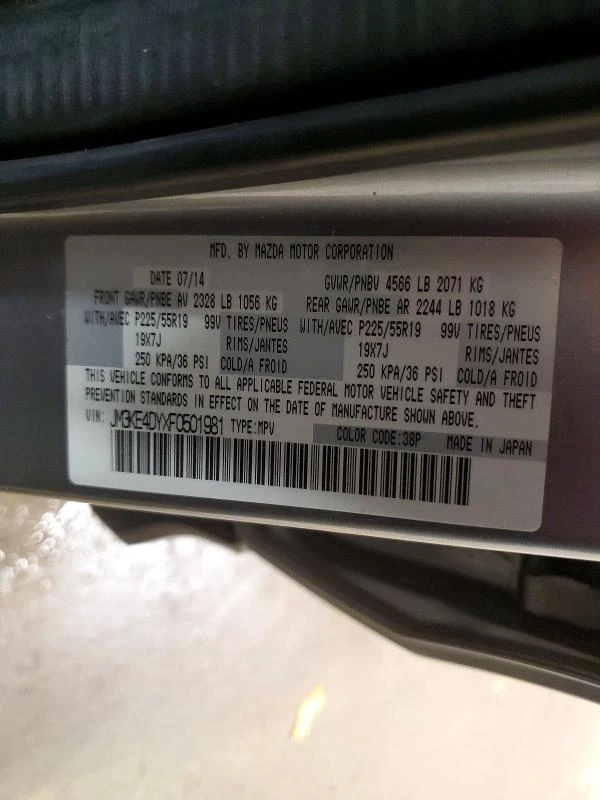 MFD. BY MAZDA MOTOR CORPORATION
DATE 07/14 GVWR/PNBV 4566 LB 2071 KG
FRONT GAWR/PNBE AV 2328 LB 1056 KG REAR GAWR/PNBE AR 2244 LB 1018 KG
WITH/AVEC P225/55R19 99V TIRES/PNEUS WITH/AVEC P225/55R19 99V TIRES/PNEUS
19X7J RIMS/JANTES 19X7J RIMS/JANTES
250 KPA/36 PSI COLD/A FROID 250 KPA/36 PSI COLD/A FROID
THIS VEHICLE CONFORMS TO ALL APPLICABLE FEDERAL MOTOR VEHICLE SAFETY AND THEFT
PREVENTION STANDARDS IN EFFECT ON THE DATE OF MANUFACTURE SHOWN ABOVE.
VIN: JM3KE4DYXF0501981 TYPE:MPV COLOR CODE:38P MADE IN JAPAN